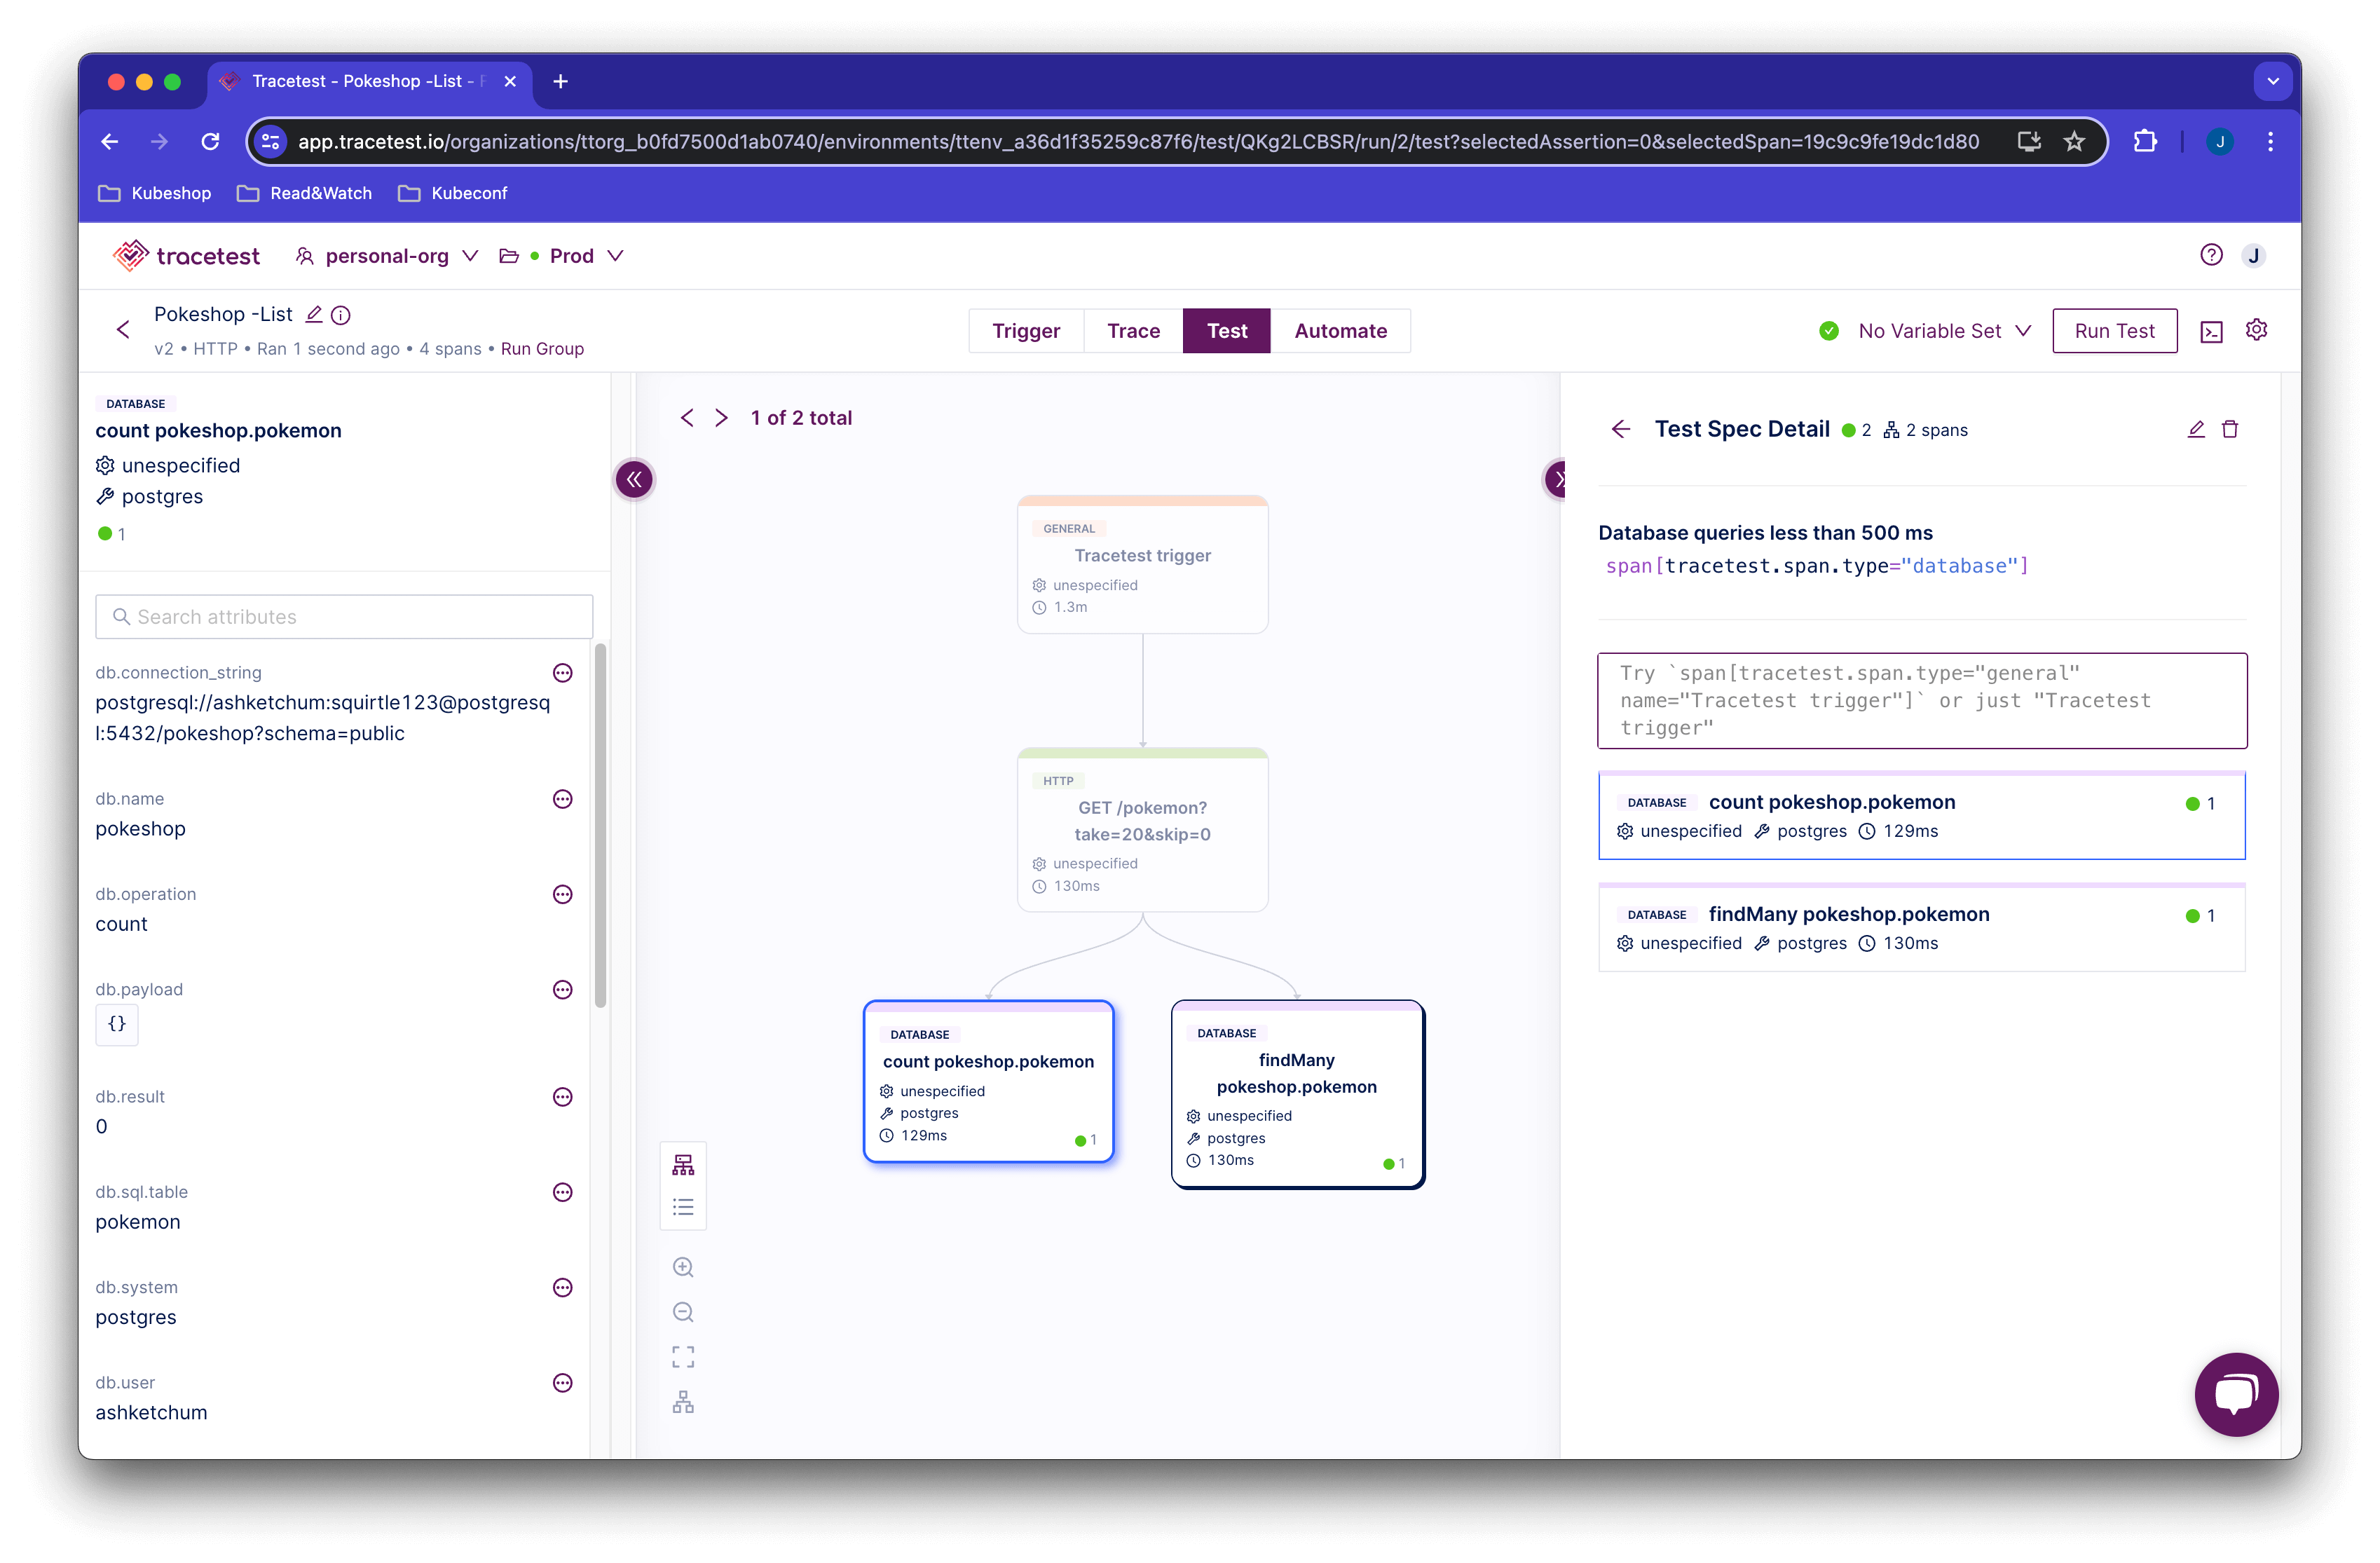 Tracetest - Pokeshop -List -
app.tracetest.io/organizations/ttorg_b0fd7500d1ab0740/environments/ttenv_a36d1f35259c87f6/test/QKg2LCBSR/run/2/test?selectedAssertion=0&selectedSpan=19c9c9fe19dc1d80
J
Kubeshop
Read&Watch
Kubeconf
tracetest
personal-org
Prod
J
Pokeshop -List
v2 • HTTP • Ran 1 second ago • 4 spans • Run Group
Trigger
Trace
Test
Automate
No Variable Set
Run Test
DATABASE
count pokeshop.pokemon
unespecified
postgres
1
Search attributes
db.connection_string
postgresql://ashketchum:squirtle123@postgresq
l:5432/pokeshop?schema=public
db.name
pokeshop
db.operation
count
db.payload
{}
db.result
0
db.sql.table
pokemon
db.system
postgres
db.user
ashketchum
1 of 2 total
GENERAL
Tracetest trigger
unespecified
1.3m
HTTP
GET /pokemon?
take=20&skip=0
unespecified
130ms
DATABASE
count pokeshop.pokemon
unespecified
postgres
129ms
1
DATABASE
findMany
pokeshop.pokemon
unespecified
postgres
130ms
1
Test Spec Detail 2 2 spans
Database queries less than 500 ms
span[tracetest.span.type="database"]
Try `span[tracetest.span.type="general"
name="Tracetest trigger"]` or just "Tracetest
trigger"
DATABASE count pokeshop.pokemon 1
unespecified postgres 129ms
DATABASE findMany pokeshop.pokemon 1
unespecified postgres 130ms